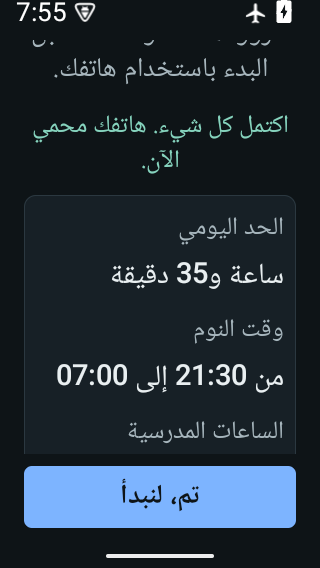 7:55
البدء باستخدام هاتفك.
اكتمل كل شيء. هاتفك محمي
الآن.
الحد اليومي
ساعة و35 دقيقة
وقت النوم
من 21:30 إلى 07:00
الساعات المدرسية
تم، لنبدأ